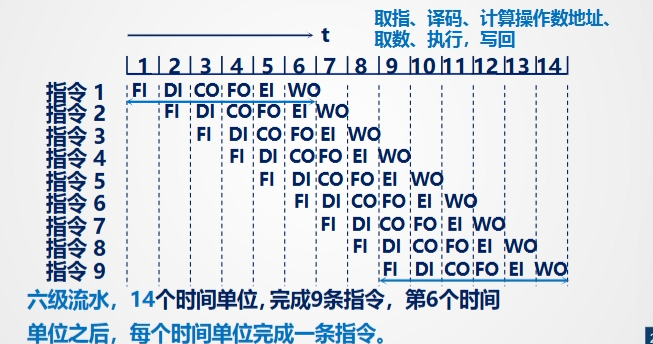 取指、译码、计算操作数地址、
取数、执行，写回
t
1 2 3 4 5 6 7 8 9 10 11 12 13 14
指令 1 FI DI CO FO EI WO
指令 2 FI DI CO FO EI WO
指令 3 FI DI CO FO EI WO
指令 4 FI DI CO FO EI WO
指令 5 FI DI CO FO EI WO
指令 6 FI DI CO FO EI WO
指令 7 FI DI CO FO EI WO
指令 8 FI DI CO FO EI WO
指令 9 FI DI CO FO EI WO
六级流水，14个时间单位, 完成9条指令，第6个时间
单位之后，每个时间单位完成一条指令。